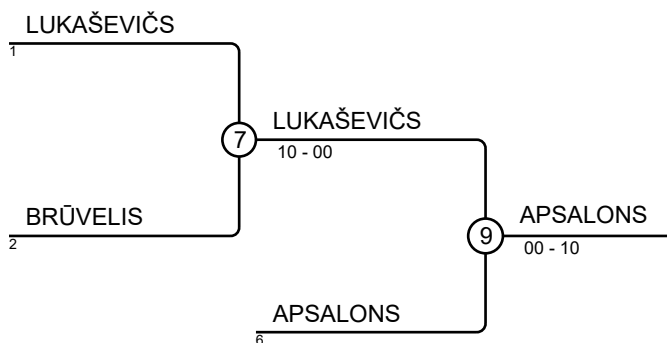 LUKAŠEVIČS
1
7
LUKAŠEVIČS
10 - 00
BRŪVELIS
2
9
APSALONS
00 - 10
APSALONS
6